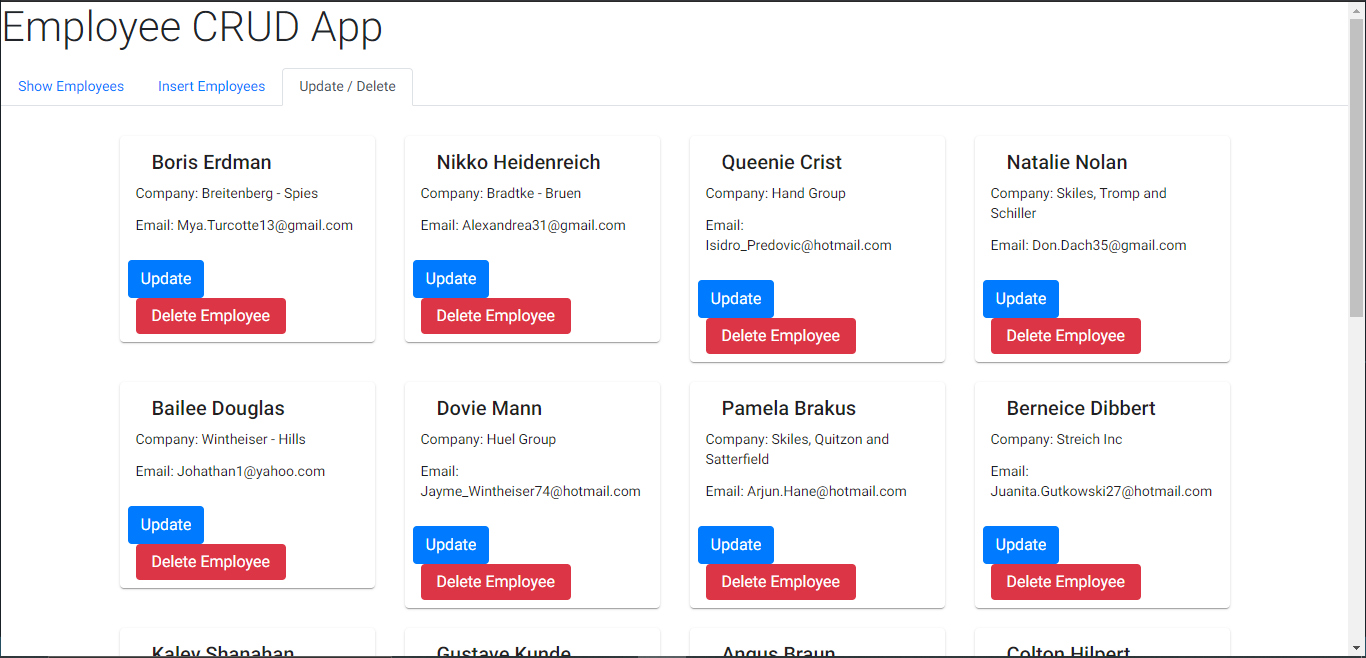 Employee CRUD App
Show Employees
Insert Employees
Update / Delete
Boris Erdman
Company: Breitenberg - Spies
Email: Mya.Turcotte13@gmail.com
Update
Delete Employee
Nikko Heidenreich
Company: Bradtke - Bruen
Email: Alexandrea31@gmail.com
Update
Delete Employee
Queenie Crist
Company: Hand Group
Email:
Isidro_Predovic@hotmail.com
Update
Delete Employee
Natalie Nolan
Company: Skiles, Tromp and
Schiller
Email: Don.Dach35@gmail.com
Update
Delete Employee
Bailee Douglas
Company: Wintheiser - Hills
Email: Johathan1@yahoo.com
Update
Delete Employee
Dovie Mann
Company: Huel Group
Email:
Jayme_Wintheiser74@hotmail.com
Update
Delete Employee
Pamela Brakus
Company: Skiles, Quitzon and
Satterfield
Email: Arjun.Hane@hotmail.com
Update
Delete Employee
Berneice Dibbert
Company: Streich Inc
Email:
Juanita.Gutkowski27@hotmail.com
Update
Delete Employee
Kaley Shanahan
Gustave Kunde
Angus Braun
Colton Hilpert